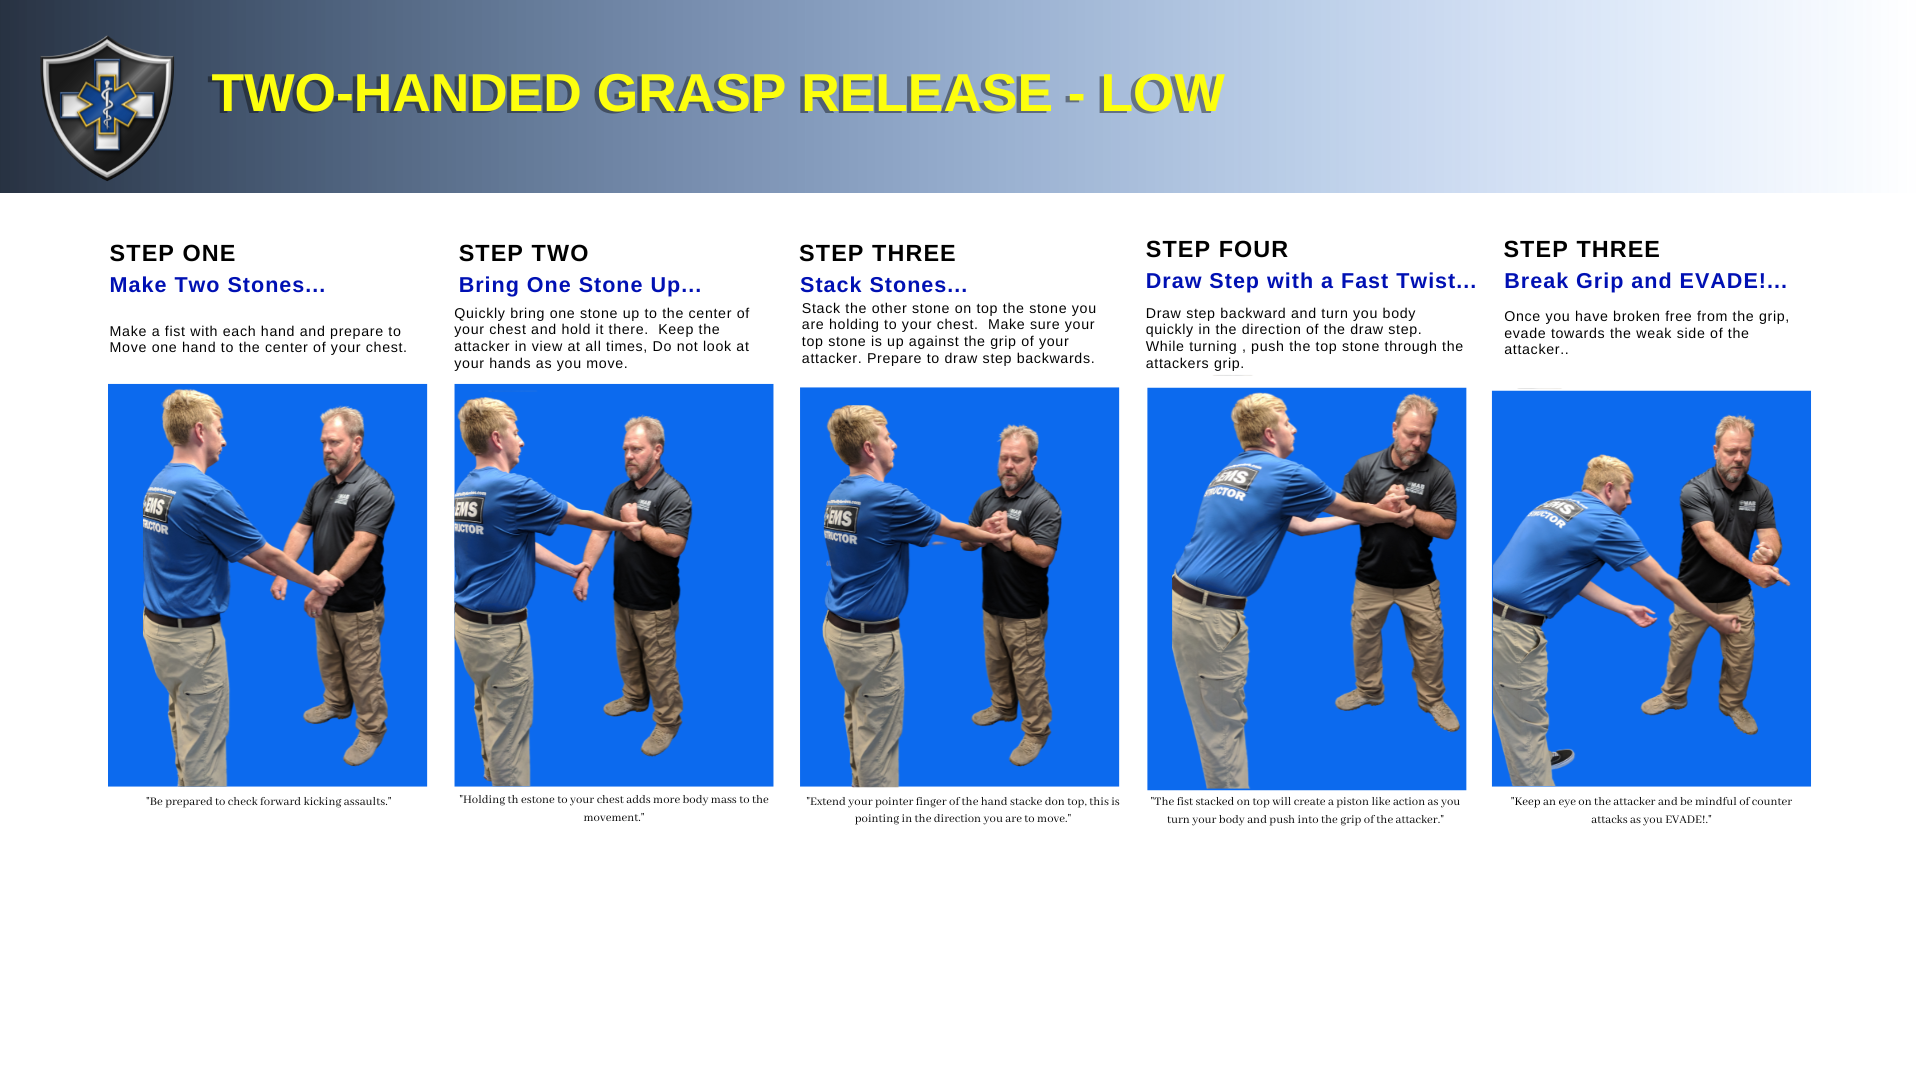 TWO-HANDED GRASP RELEASE - LOW
STEP ONE
Make Two Stones...
Make a fist with each hand and prepare to
Move one hand to the center of your chest.
"Be prepared to check forward kicking assaults."
STEP TWO
Bring One Stone Up...
Quickly bring one stone up to the center of
your chest and hold it there.  Keep the
attacker in view at all times, Do not look at
your hands as you move.
"Holding th estone to your chest adds more body mass to the
movement."
STEP THREE
Stack Stones...
Stack the other stone on top the stone you
are holding to your chest.  Make sure your
top stone is up against the grip of your
attacker. Prepare to draw step backwards.
"Extend your pointer finger of the hand stacke don top, this is
pointing in the direction you are to move."
STEP FOUR
Draw Step with a Fast Twist...
Draw step backward and turn you body
quickly in the direction of the draw step.
While turning , push the top stone through the
attackers grip.
"The fist stacked on top will create a piston like action as you
turn your body and push into the grip of the attacker."
STEP THREE
Break Grip and EVADE!...
Once you have broken free from the grip,
evade towards the weak side of the
attacker..
"Keep an eye on the attacker and be mindful of counter
attacks as you EVADE!."